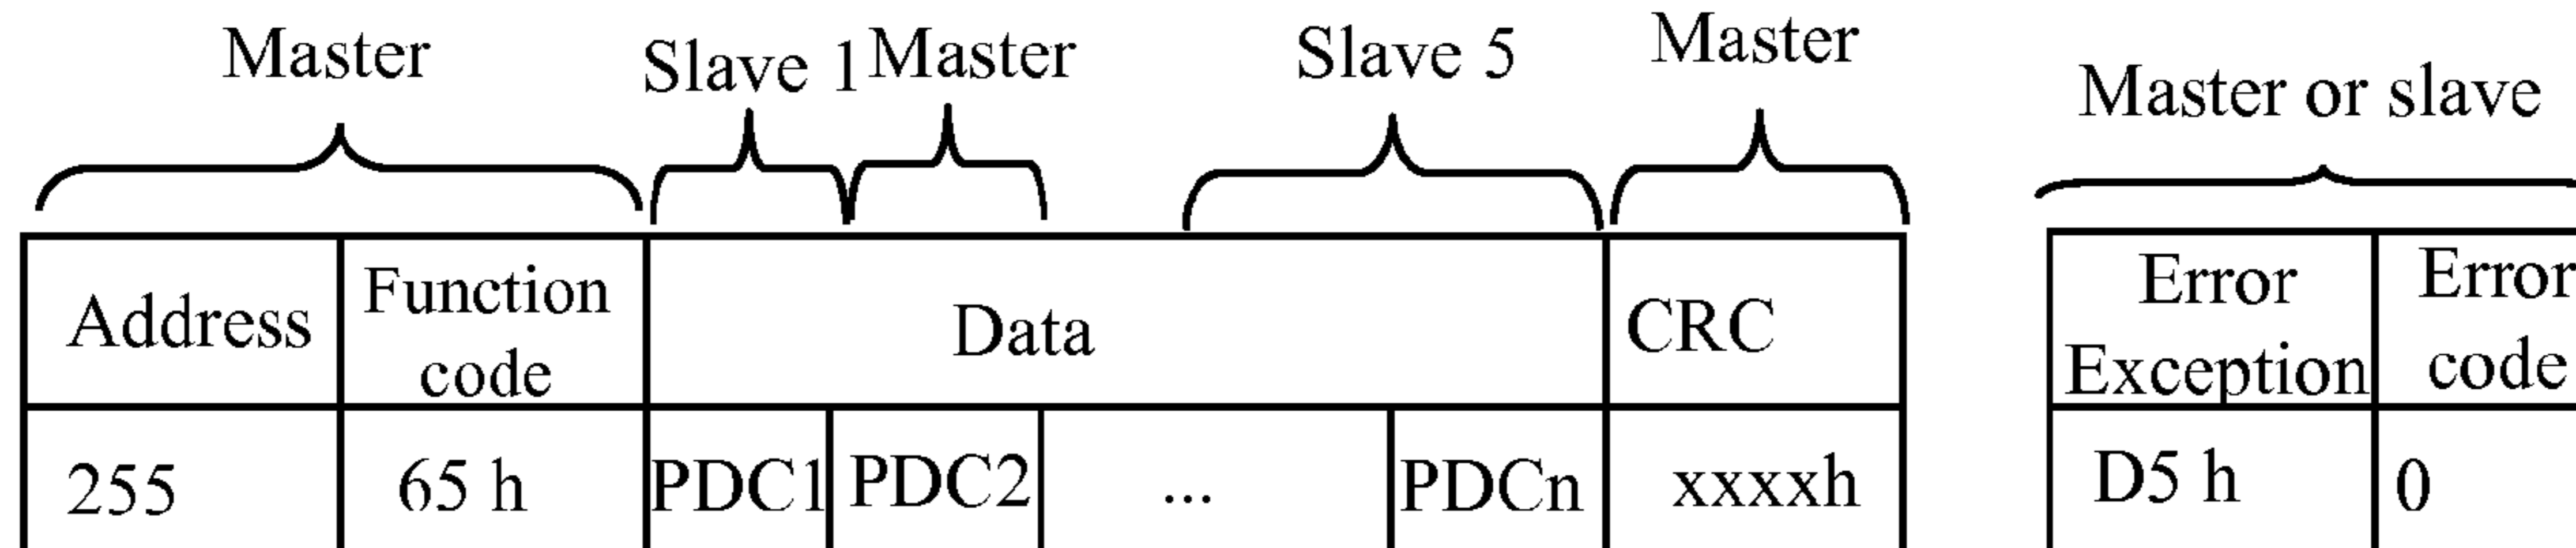 Master Slave 1 Master Slave 5 Master Master or slave
Address Function code Data CRC Error Exception Error code
255 65 h PDC1 PDC2 ... PDCn xxxxh D5 h 0